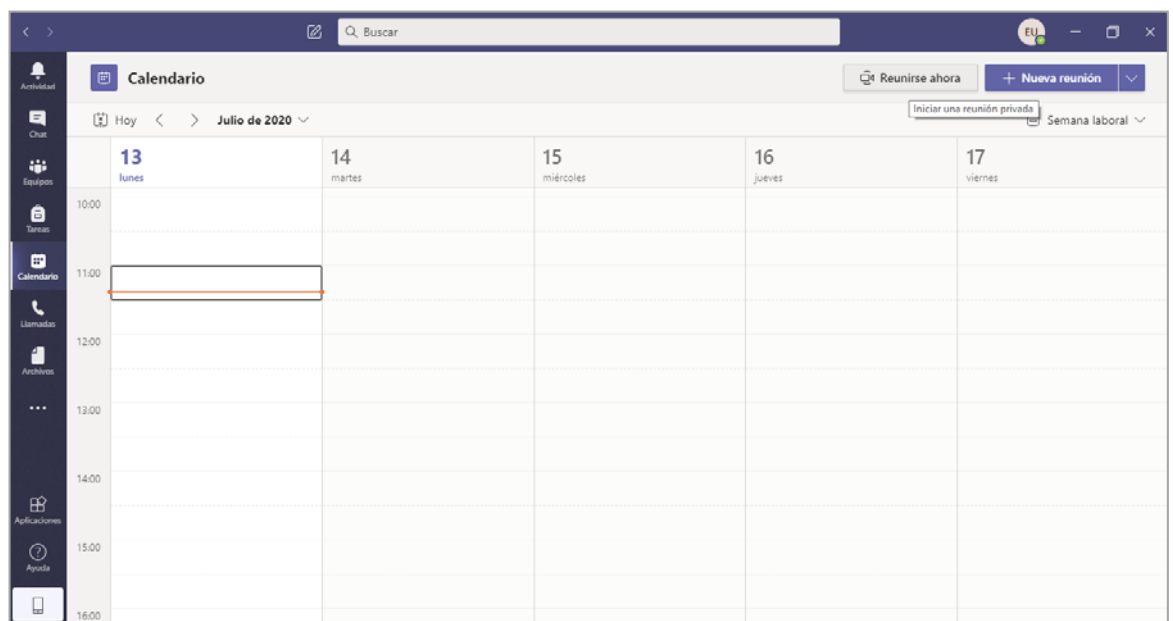 Buscar
EU
Actividad
Chat
Equipos
Tareas
Calendario
Llamadas
Archivos
Aplicaciones
Ayuda
Calendario
Reunirse ahora
Nueva reunión
Iniciar una reunión privada
Hoy
Julio de 2020
Semana laboral
13 14 15 16 17
lunes martes miércoles jueves viernes
10:00
11:00
12:00
13:00
14:00
15:00
16:00